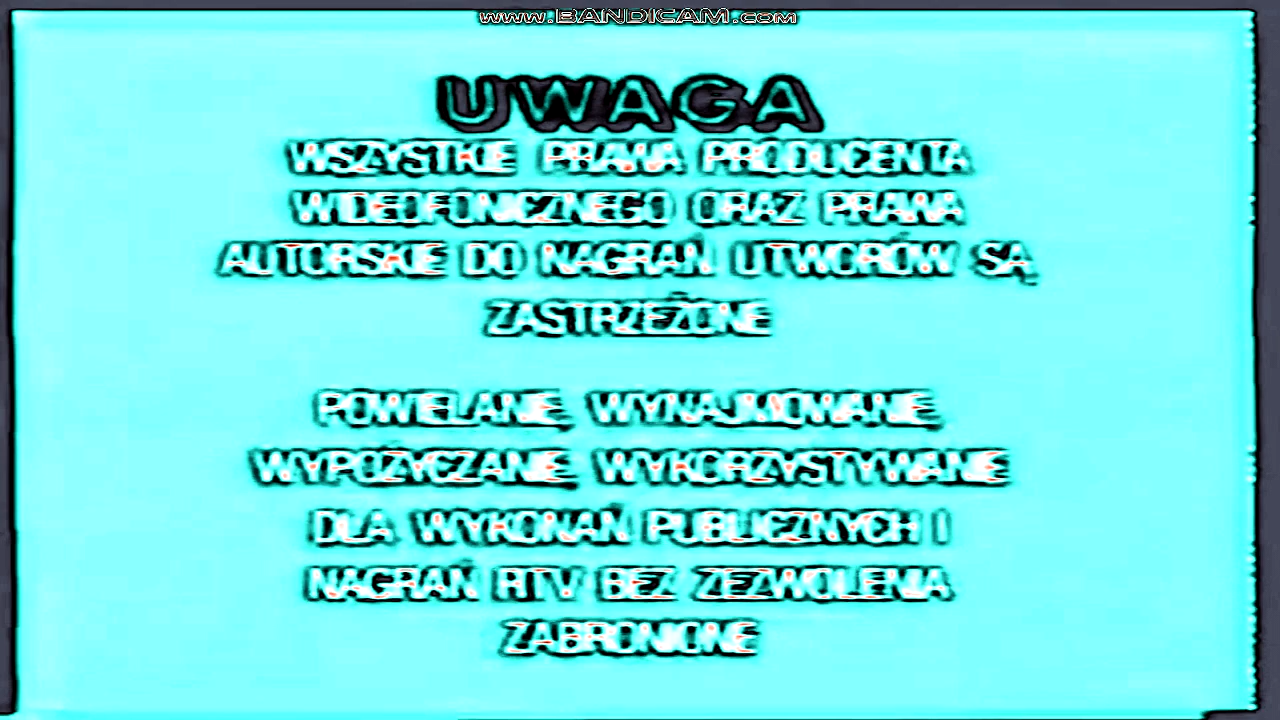 www.BANDICAM.com
UWAGA
WSZYSTKIE PRAWA PRODUCENTA
WIDEOFONICZNEGO ORAZ PRAWA
AUTORSKIE DO NAGRAŃ UTWORÓW SĄ
ZASTRZEŻONE
POWIELANIE, WYNAJMOWANIE,
WYPOŻYCZANIE, WYKORZYSTYWANIE
DLA WYKONAŃ PUBLICZNYCH I
NAGRAŃ RTV BEZ ZEZWOLENIA
ZABRONIONE